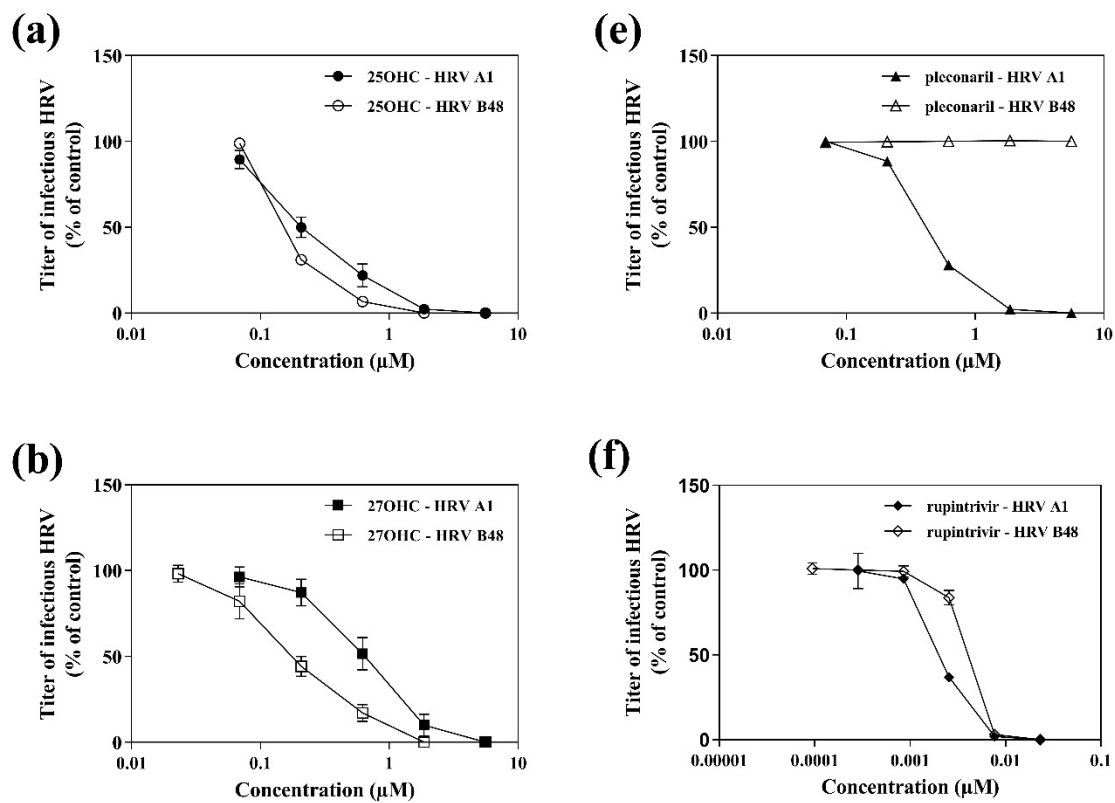 (a)
150
100
50
0
Titer of infectious HRV
(% of control)
25OHC - HRV A1
25OHC - HRV B48
0.01
0.1
1
10
Concentration (µM)
(e)
150
100
50
0
Titer of infectious HRV
(% of control)
pleconaril - HRV A1
pleconaril - HRV B48
0.01
0.1
1
10
Concentration (µM)
(b)
150
100
50
0
Titer of infectious HRV
(% of control)
27OHC - HRV A1
27OHC - HRV B48
0.01
0.1
1
10
Concentration (µM)
(f)
150
100
50
0
Titer of infectious HRV
(% of control)
rupintrivir - HRV A1
rupintrivir - HRV B48
0.00001
0.0001
0.001
0.01
0.1
Concentration (µM)